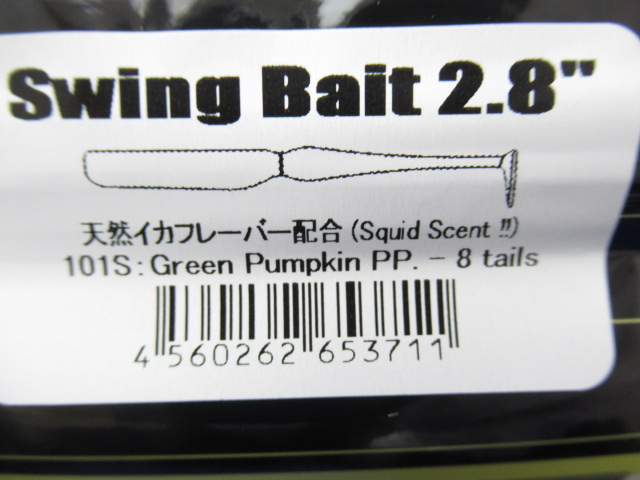 Swing Bait 2.8"
天然イカフレーバー配合(Squid Scent !!)
101S: Green Pumpkin PP. - 8 tails
4 560262 653711